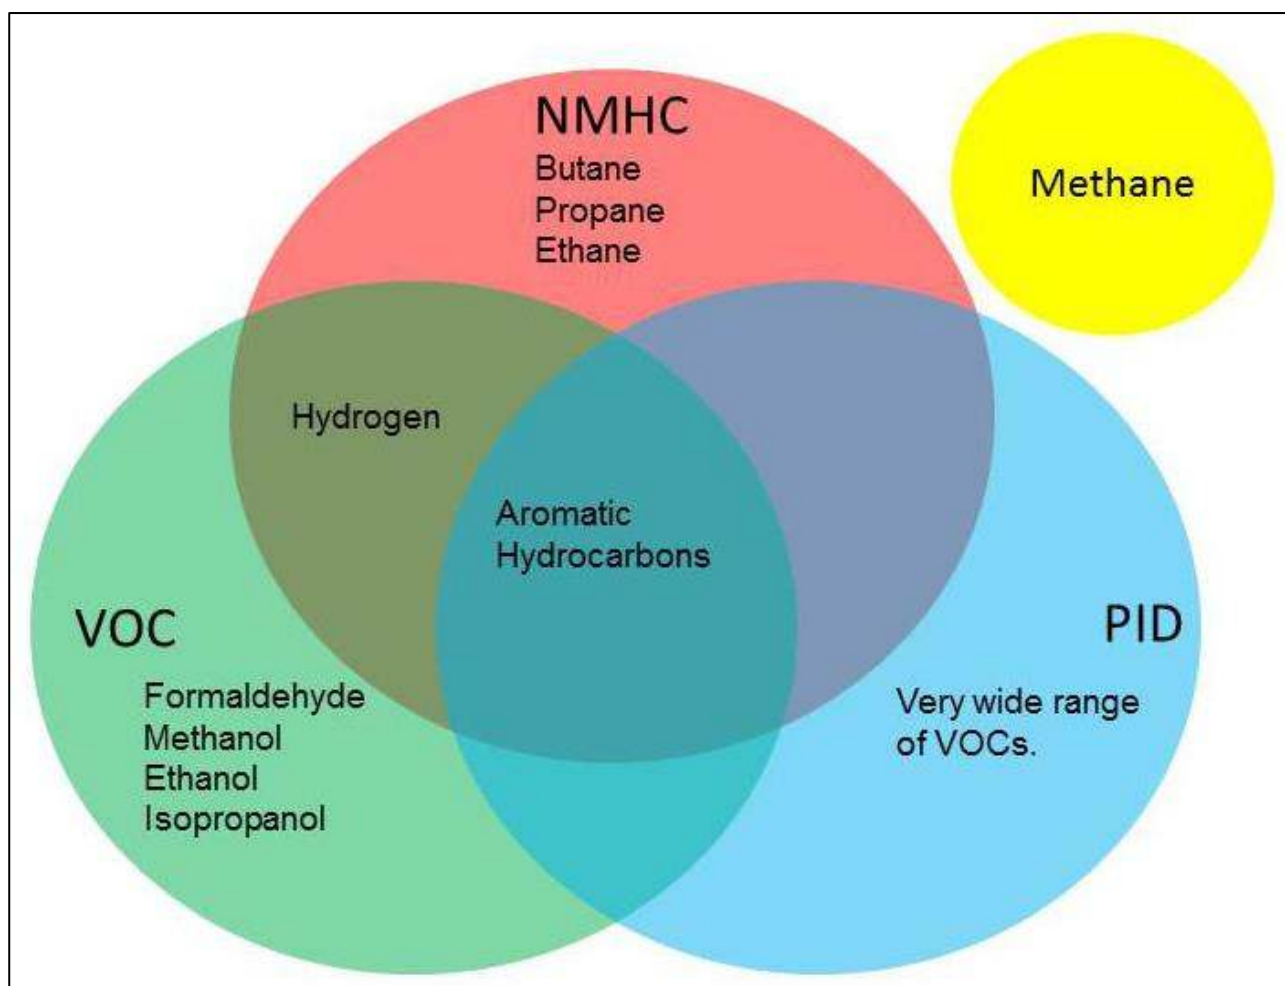 NMHC
Butane
Propane
Ethane
Methane
Hydrogen
Aromatic
Hydrocarbons
VOC
Formaldehyde
Methanol
Ethanol
Isopropanol
PID
Very wide range
of VOCs.